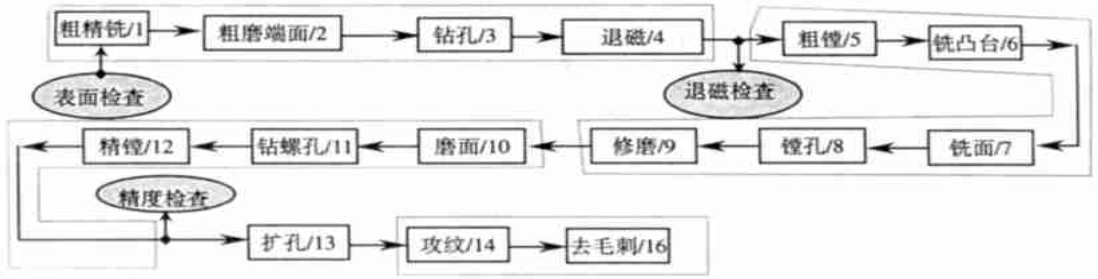 粗精铣/1
粗磨端面/2
钻孔/3
退磁/4
粗镗/5
铣凸台/6
表面检查
退磁检查
精镗/12
钻螺孔/11
磨面/10
修磨/9
镗孔/8
铣面/7
精度检查
扩孔/13
攻纹/14
去毛刺/16